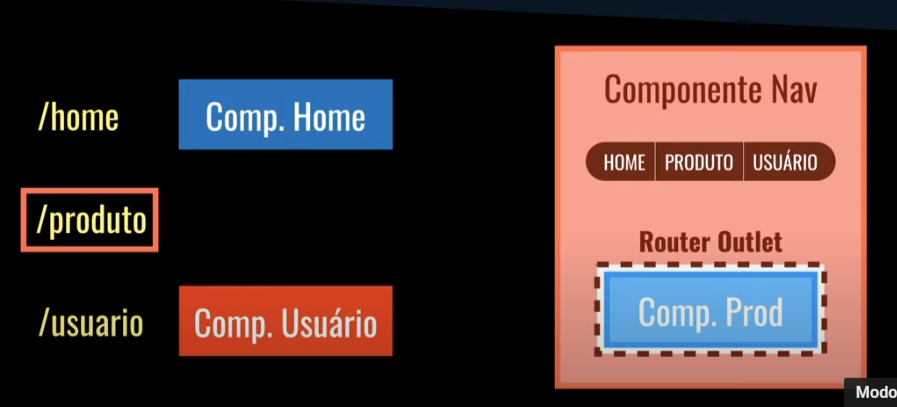 /home
Comp. Home
/produto
/usuario
Comp. Usuário
Componente Nav
HOME
PRODUTO
USUÁRIO
Router Outlet
Comp. Prod
Modo